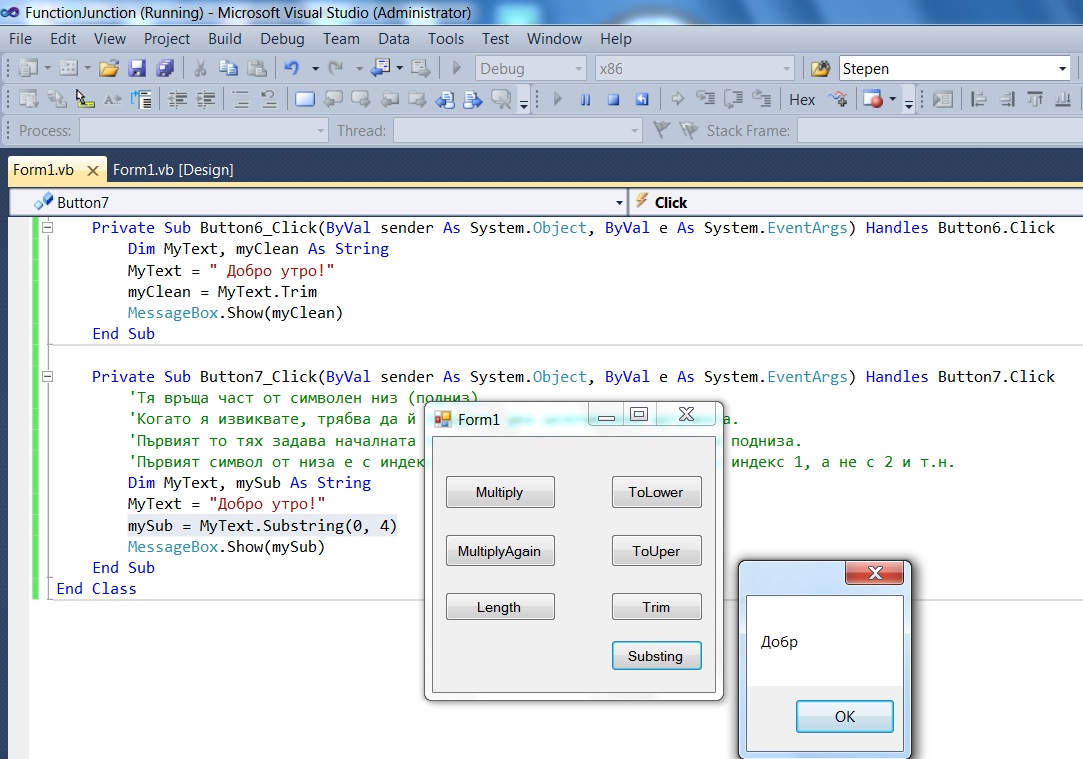 FunctionJunction (Running) - Microsoft Visual Studio (Administrator)
File Edit View Project Build Debug Team Data Tools Test Window Help
Debug x86 Stepen
Hex
Process: Thread: Stack Frame:
Form1.vb Form1.vb [Design]
Button7 Click
Private Sub Button6_Click(ByVal sender As System.Object, ByVal e As System.EventArgs) Handles Button6.Click
Dim MyText, myClean As String
MyText = " Добро утро!"
myClean = MyText.Trim
MessageBox.Show(myClean)
End Sub
Private Sub Button7_Click(ByVal sender As System.Object, ByVal e As System.EventArgs) Handles Button7.Click
'Тя връща част от символен низ (подниз)
'Когато я извиквате, трябва да й
'Първият то тях задава началната подниза.
'Първият символ от низа е с индекс 1, а не с 2 и т.н.
Dim MyText, mySub As String
MyText = "Добро утро!"
mySub = MyText.Substring(0, 4)
MessageBox.Show(mySub)
End Sub
End Class
Form1
Multiply ToLower
MultiplyAgain ToUper
Length Trim
Substing
Добр
OK